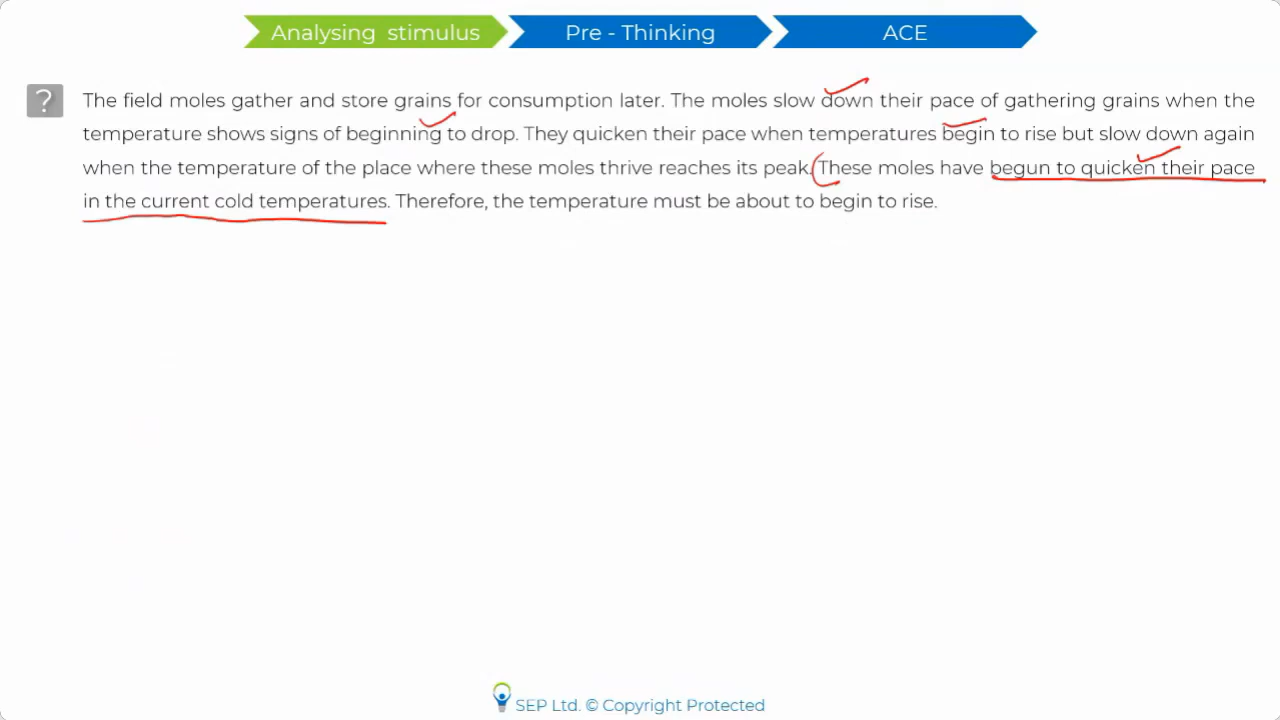 Analysing stimulus Pre - Thinking ACE
? The field moles gather and store grains for consumption later. The moles slow down their pace of gathering grains when the
temperature shows signs of beginning to drop. They quicken their pace when temperatures begin to rise but slow down again
when the temperature of the place where these moles thrive reaches its peak. These moles have begun to quicken their pace
in the current cold temperatures. Therefore, the temperature must be about to begin to rise.
SEP Ltd. © Copyright Protected